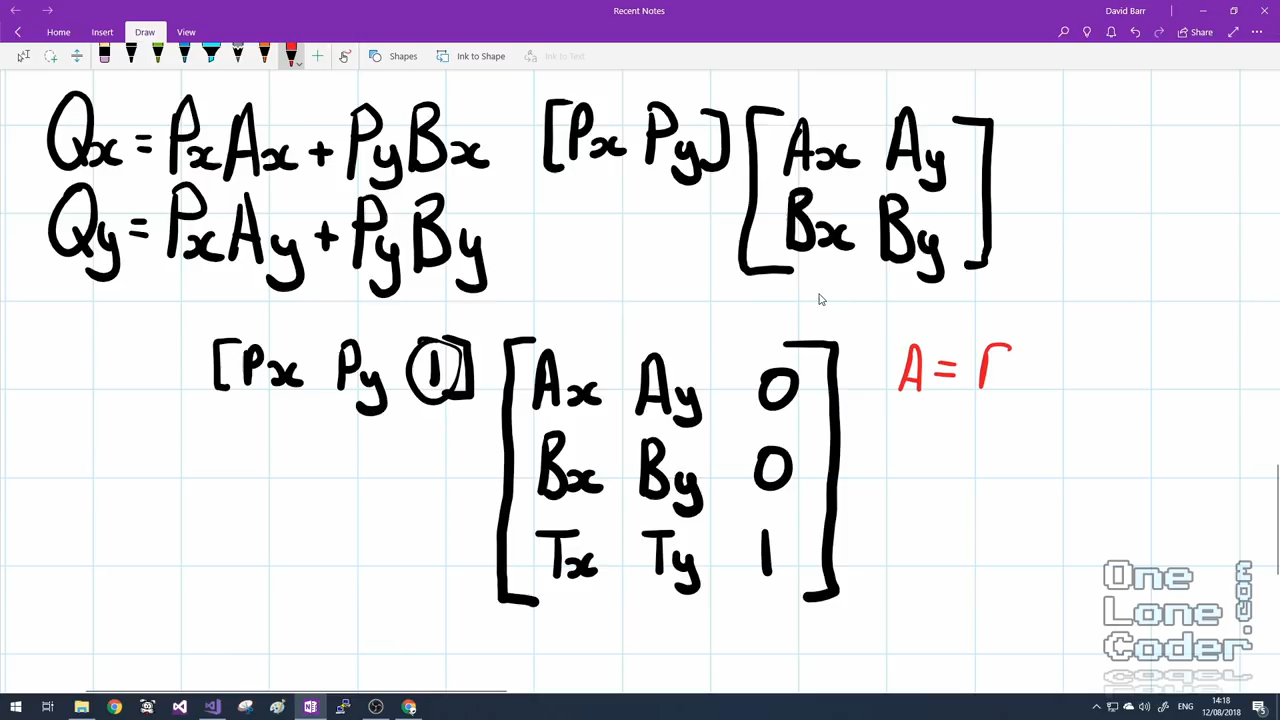 Recent Notes
David Barr
Home Insert Draw View
Share
Shapes Ink to Shape Ink to Text
Qx = PxAx + PyBx [Px Py] [Ax Ay
Bx By]
Qy = PxAy + PyBy
[Px Py 1] [Ax Ay 0
Bx By 0
Tx Ty 1]
A =
One
Lone
Coder
.com
ENG
14:18
12/08/2018